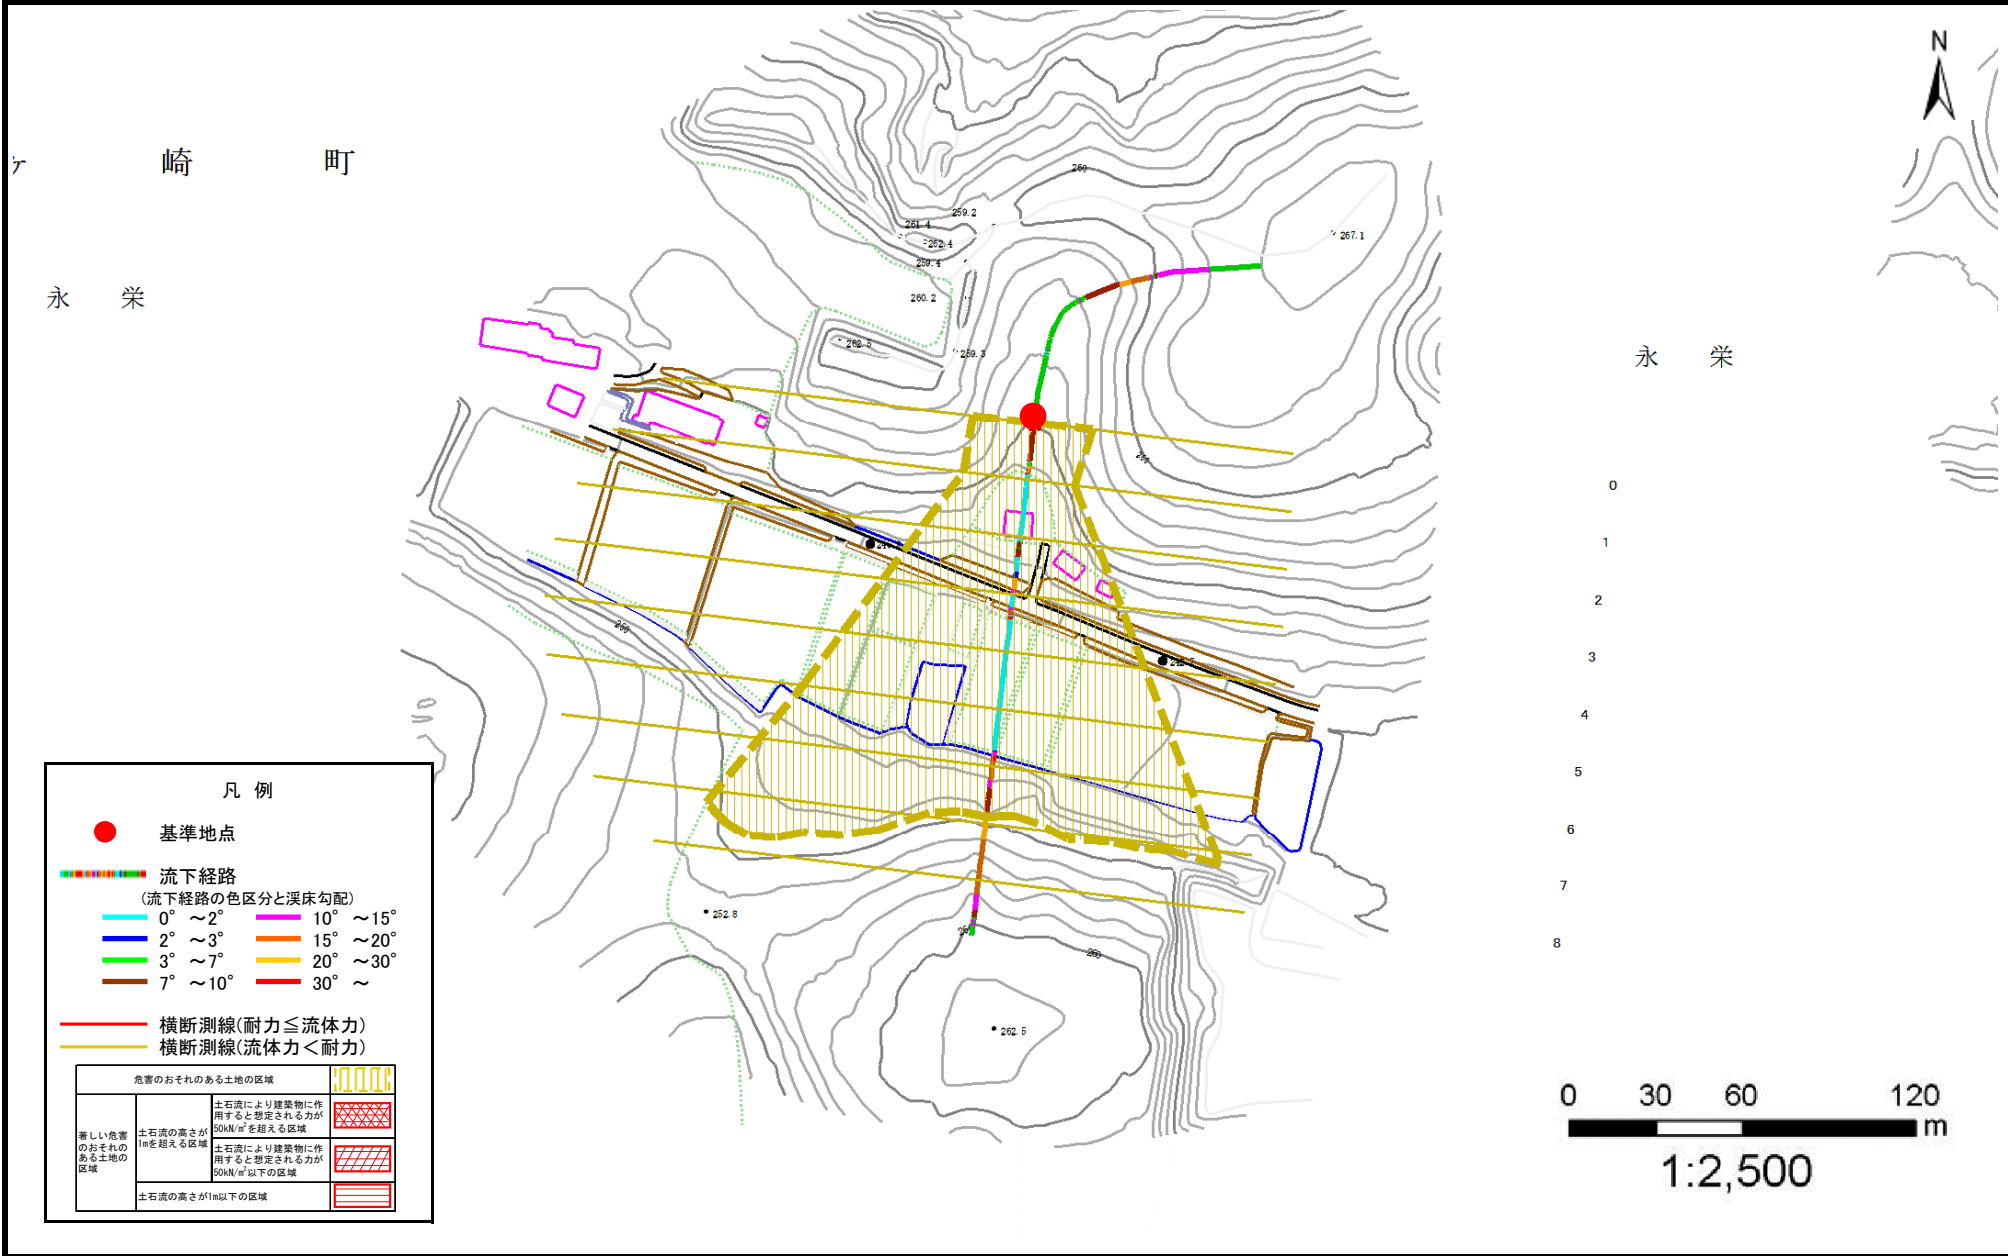 N
ヶ 崎 町
永 栄
永 栄
260
267.1
259.2
261.4
262.4
259.4
260.2
262.5
259.3
250
250
252.8
260
262.5
0
1
2
3
4
5
6
7
8
凡 例
基準地点
流下経路
(流下経路の色区分と渓床勾配)
0° ～2° 10° ～15°
2° ～3° 15° ～20°
3° ～7° 20° ～30°
7° ～10° 30° ～
横断測線(耐力≦流体力)
横断測線(流体力＜耐力)
危害のおそれのある土地の区域
著しい危害
のおそれの
ある土地の
区域
土石流の高さが
1mを超える区域
土石流により建築物に作
用すると想定される力が
50kN/㎡を超える区域
土石流により建築物に作
用すると想定される力が
50kN/㎡以下の区域
土石流の高さが1m以下の区域
0 30 60 120
m
1:2,500